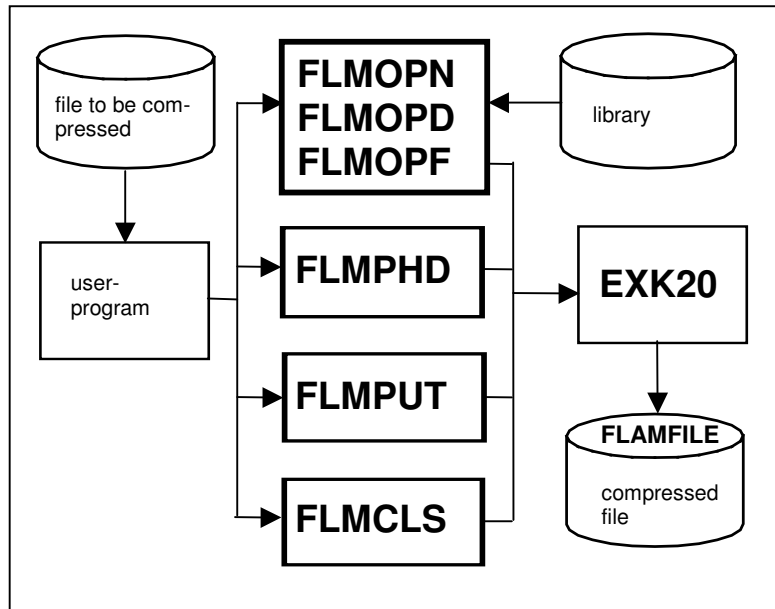 file to be com-
pressed
user-
program
FLMOPN
FLMOPD
FLMOPF
FLMPHD
FLMPUT
FLMCLS
library
EXK20
FLAMFILE
compressed
file